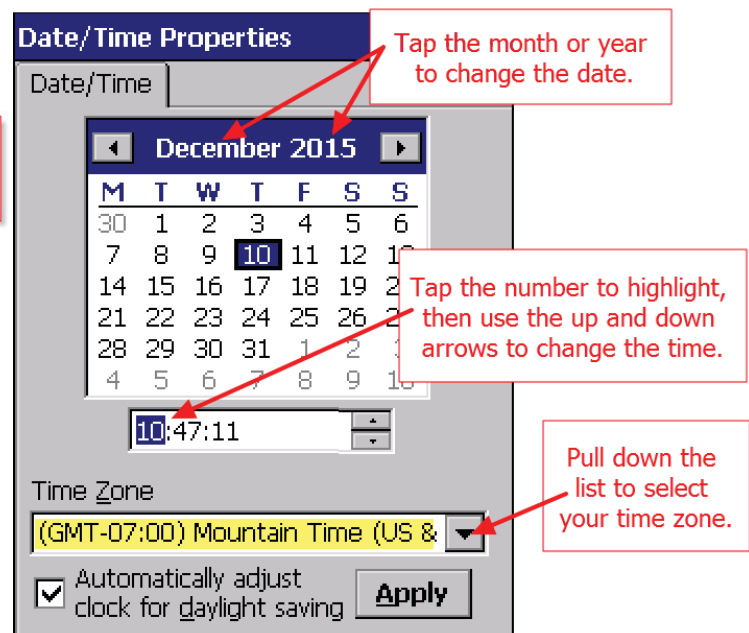 Date/Time Properties
Tap the month or year
to change the date.
Date/Time
December 2015
M T W T F S S
30 1 2 3 4 5 6
7 8 9 10 11 12
14 15 16 17 18 19
21 22 23 24 25 26
28 29 30 31 1 2
4 5 6 7 8 9 10
Tap the number to highlight,
then use the up and down
arrows to change the time.
10:47:11
Pull down the
list to select
your time zone.
Time Zone
(GMT-07:00) Mountain Time (US &
Automatically adjust
clock for daylight saving
Apply